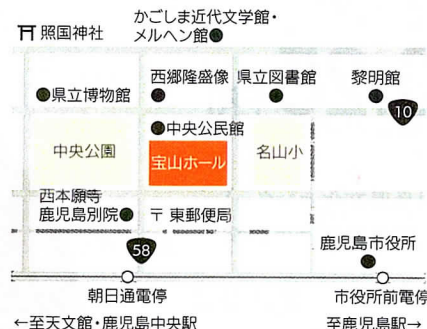 かごしま近代文学館・
メルヘン館
照国神社
西郷隆盛像
県立図書館
黎明館
県立博物館
10
中央公民館
中央公園
宝山ホール
名山小
西本願寺
鹿児島別院
〒東郵便局
58
鹿児島市役所
朝日通電停
市役所前電停
←至天文館・鹿児島中央駅
至鹿児島駅→